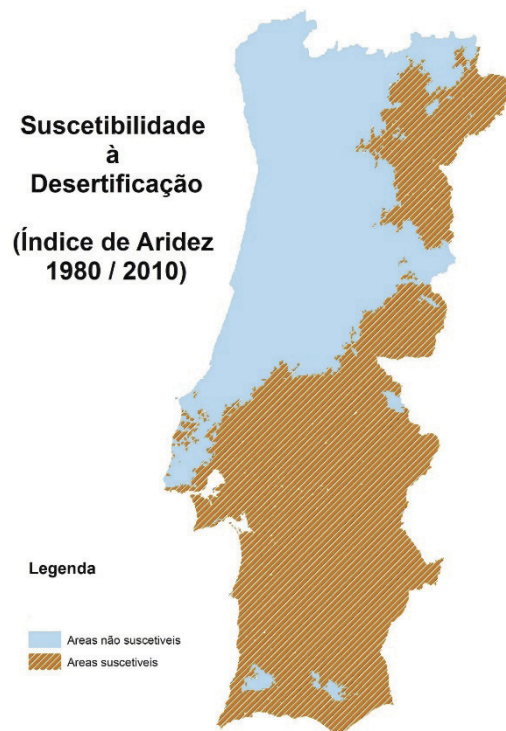 Suscetibilidade
à
Desertificação
(Índice de Aridez
1980 / 2010)
Legenda
Areas não suscetiveis
Areas suscetiveis